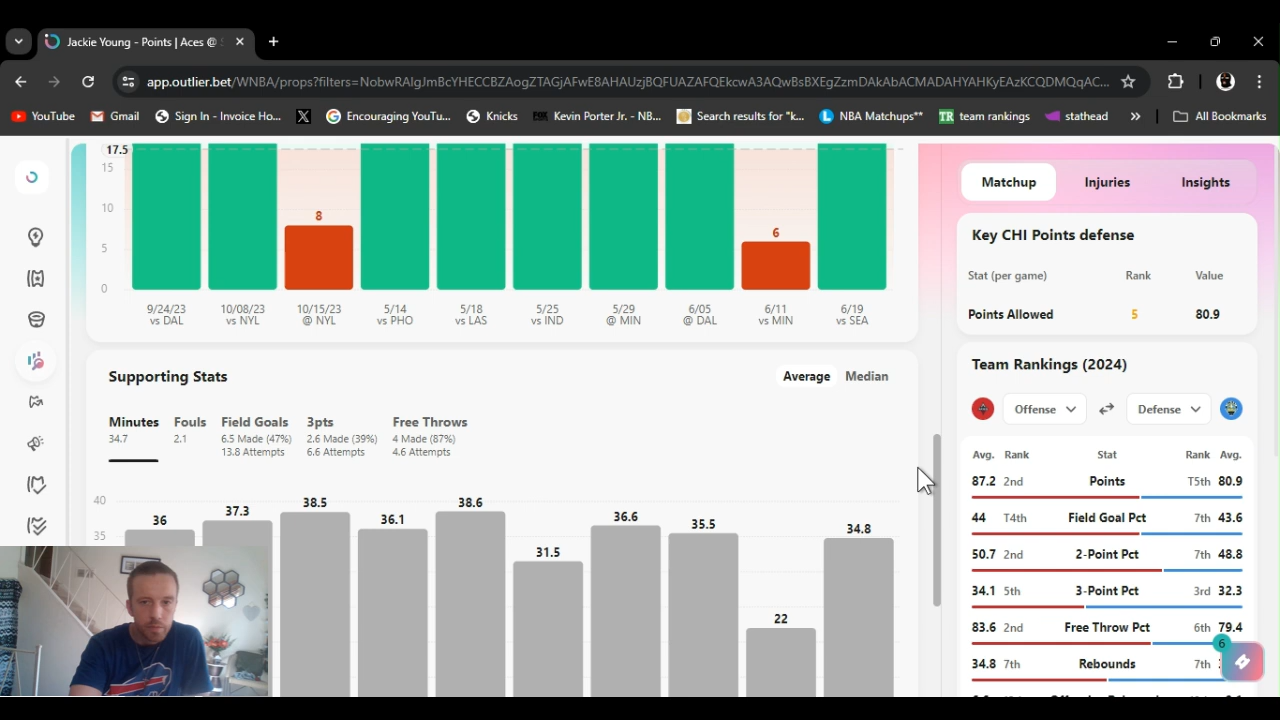 Jackie Young - Points | Aces @
app.outlier.bet/WNBA/props?filters=NobwRAlgJmBcYHECCBZAogZTAGjAFwE8AHAUzjBQFUAZAFQEkcwA3AQwBsBXEgZzmDAkAbACMADAHYAHKyEAzKCQDMQqAC...
YouTube
Gmail
Sign In - Invoice Ho...
Encouraging YouTu...
Knicks
Kevin Porter Jr. - NB...
Search results for "k...
NBA Matchups**
TR team rankings
stathead
All Bookmarks
17.5
15
10
5
0
8
6
9/24/23
vs DAL
10/08/23
vs NYL
10/15/23
@ NYL
5/14
vs PHO
5/18
vs LAS
5/25
vs IND
5/29
@ MIN
6/05
@ DAL
6/11
vs MIN
6/19
vs SEA
Supporting Stats
Average Median
Minutes
34.7
Fouls
2.1
Field Goals
6.5 Made (47%)
13.8 Attempts
3pts
2.6 Made (39%)
6.6 Attempts
Free Throws
4 Made (87%)
4.6 Attempts
40
35
36
37.3
38.5
36.1
38.6
31.5
36.6
35.5
22
34.8
Matchup Injuries Insights
Key CHI Points defense
Stat (per game) Rank Value
Points Allowed 5 80.9
Team Rankings (2024)
Offense Defense
Avg. Rank Stat Rank Avg.
87.2 2nd Points T5th 80.9
44 T4th Field Goal Pct 7th 43.6
50.7 2nd 2-Point Pct 7th 48.8
34.1 5th 3-Point Pct 3rd 32.3
83.6 2nd Free Throw Pct 6th 79.4
34.8 7th Rebounds 7th
6